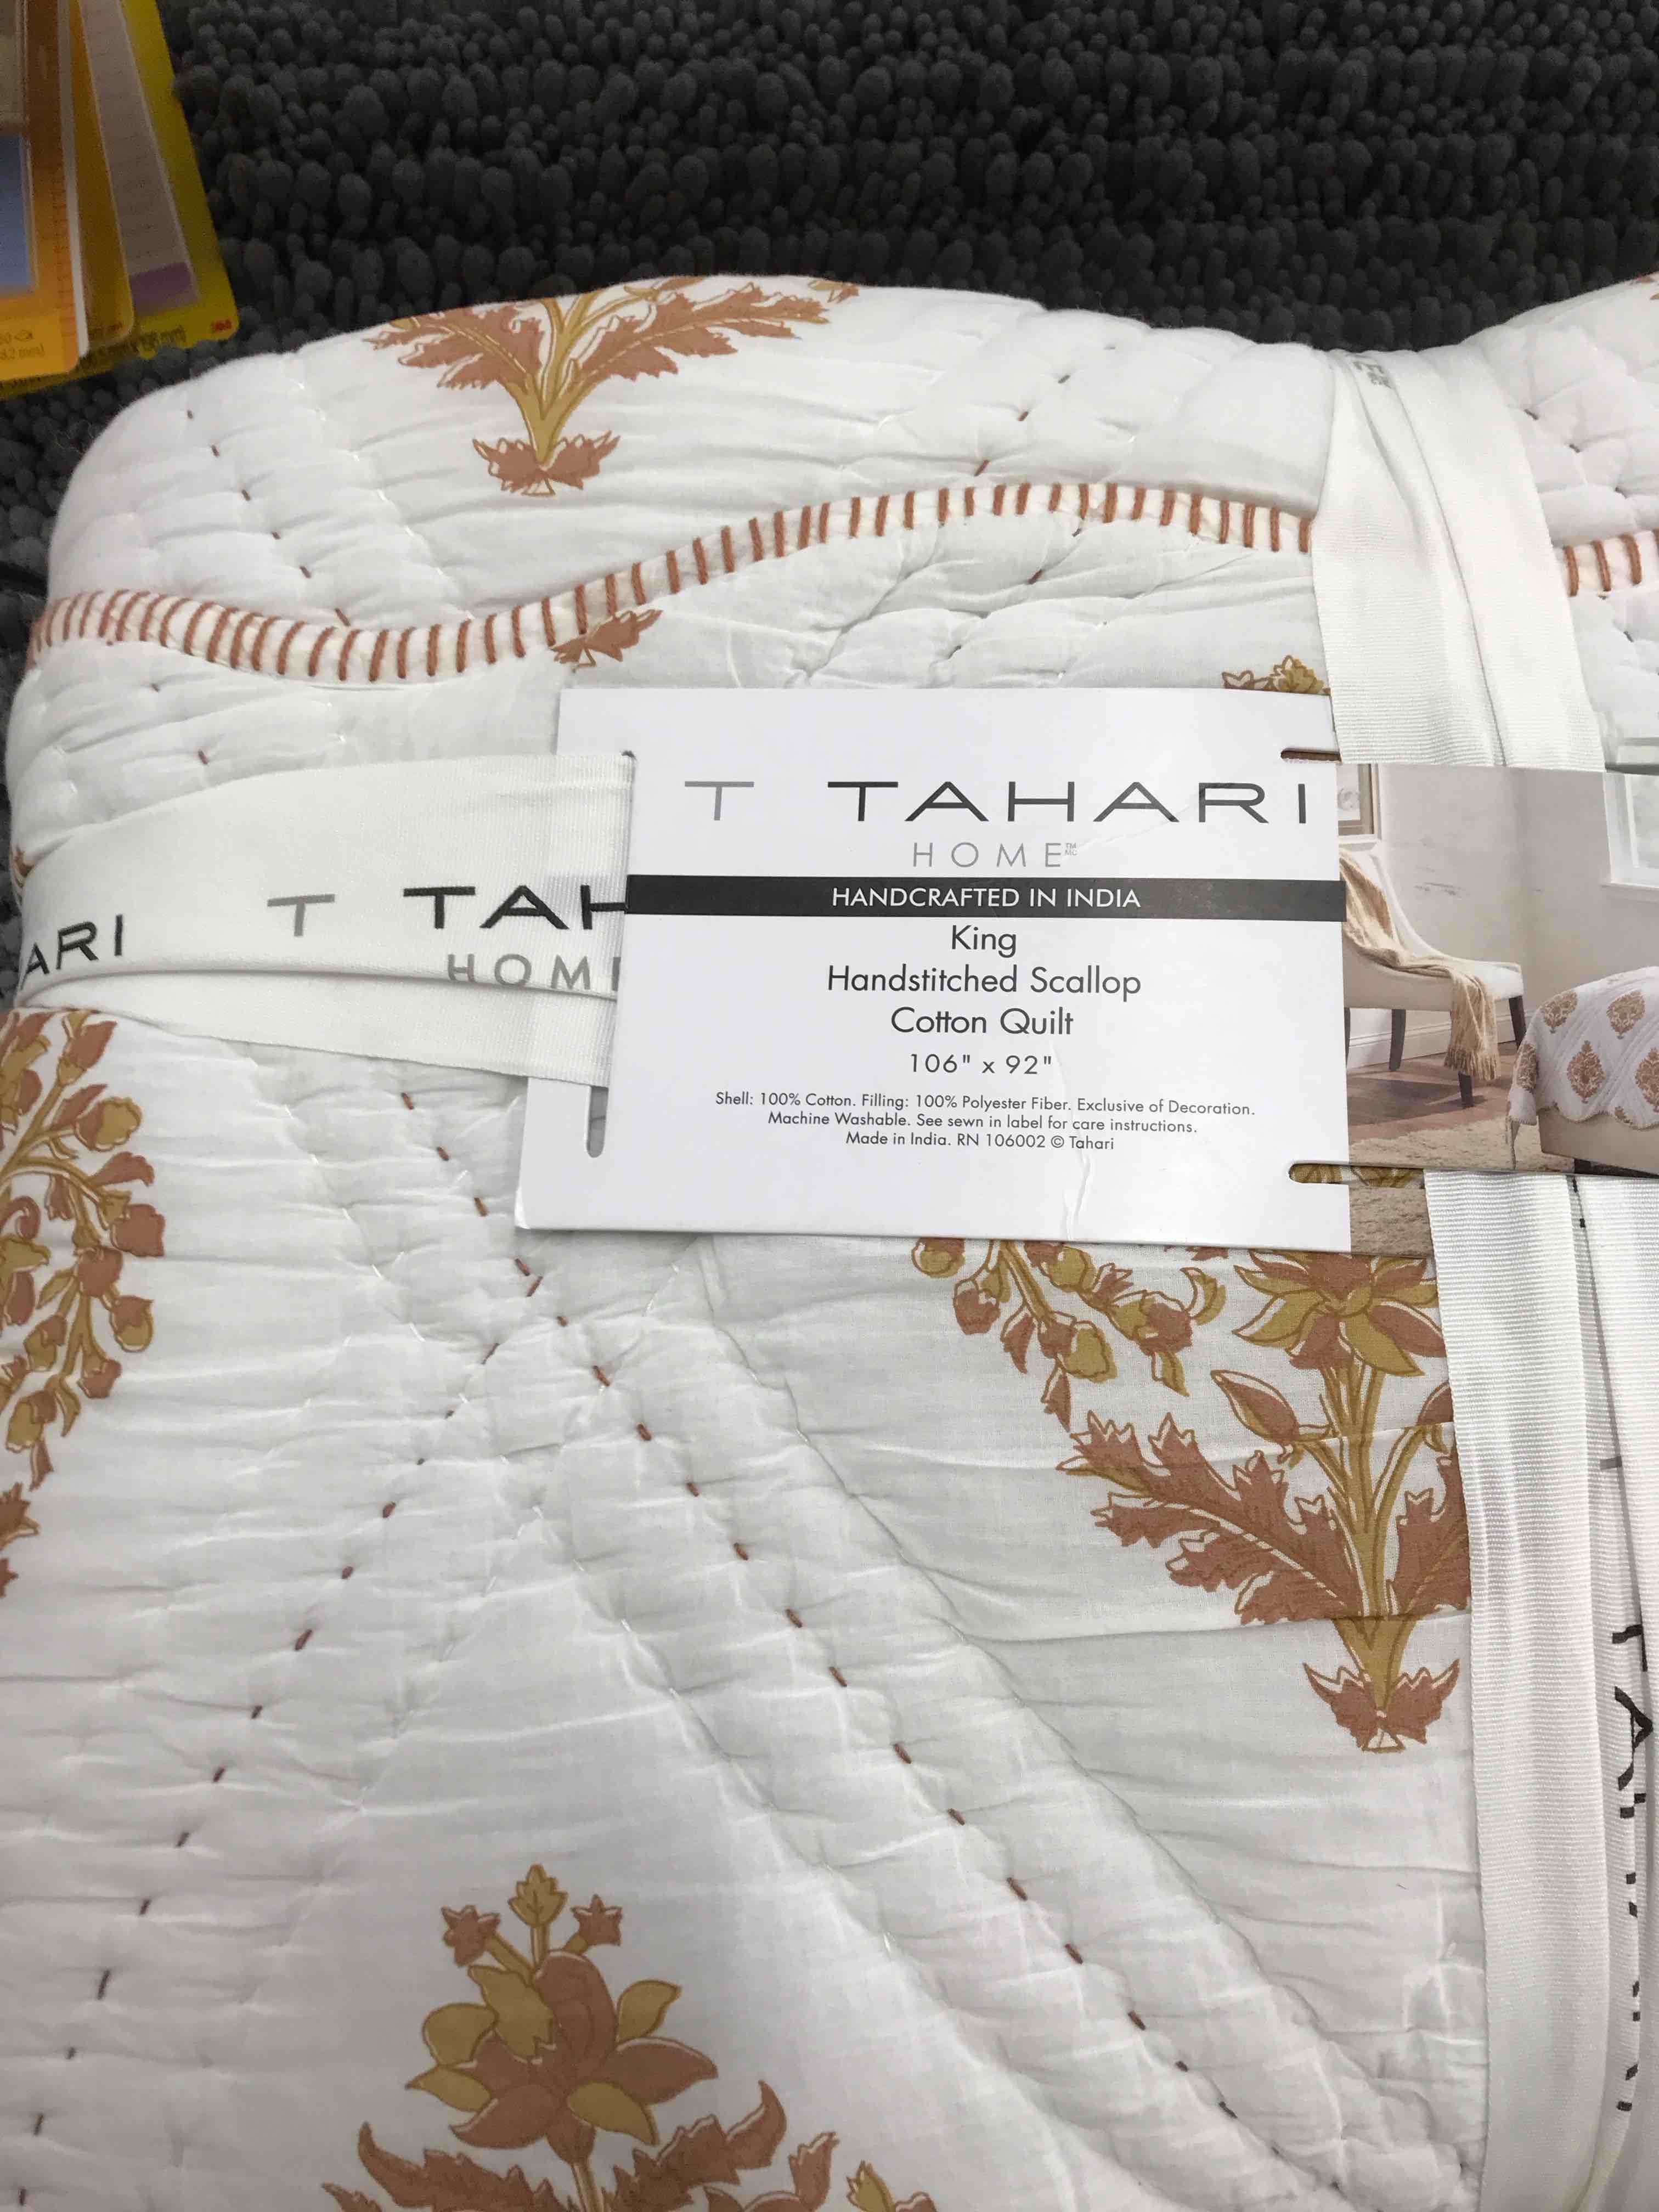 T TAHARI
HOME™ MC
HANDCRAFTED IN INDIA
King
Handstitched Scallop
Cotton Quilt
106" x 92"
Shell: 100% Cotton. Filling: 100% Polyester Fiber. Exclusive of Decoration.
Machine Washable. See sewn in label for care instructions.
Made in India. RN 106002 © Tahari
ARI T TAH
HOM